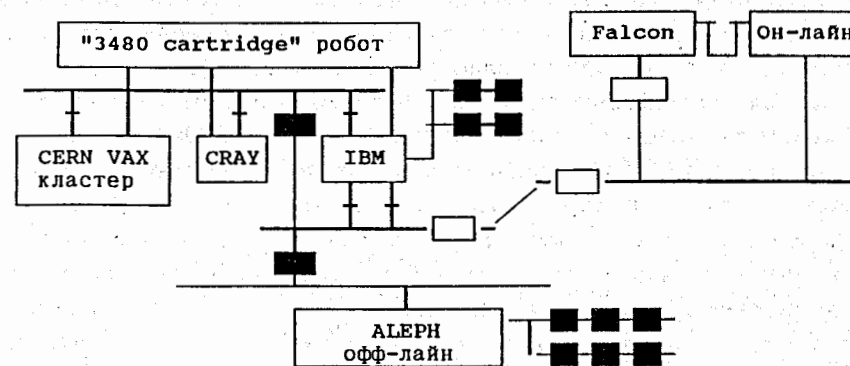 "3480 cartridge" робот
Falcon
Он-лайн
CERN VAX
кластер
CRAY
IBM
ALEPH
офф-лайн